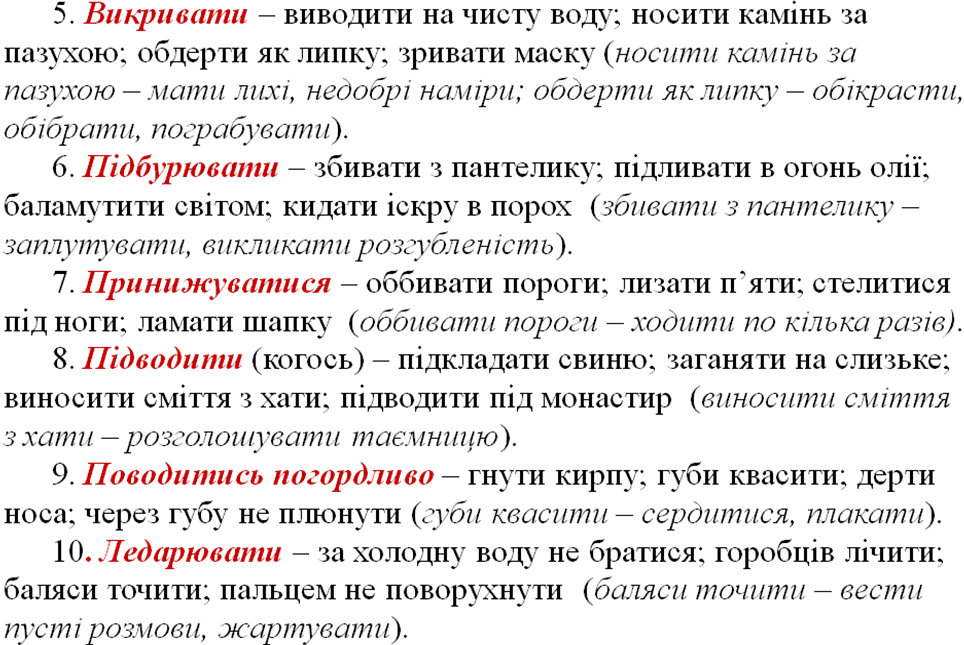 5. Викривати – виводити на чисту воду; носити камінь за
пазухою; обдерти як липку; зривати маску (носити камінь за
пазухою – мати лихі, недобрі наміри; обдерти як липку – обікрасти,
обібрати, пограбувати).
6. Підбурювати – збивати з пантелику; підливати в огонь олії;
баламутити світом; кидати іскру в порох (збивати з пантелику –
заплутувати, викликати розгубленість).
7. Принижуватися – оббивати пороги; лизати п’яти; стелитися
під ноги; ламати шапку (оббивати пороги – ходити по кілька разів).
8. Підводити (когось) – підкладати свиню; заганяти на слизьке;
виносити сміття з хати; підводити під монастир (виносити сміття
з хати – розголошувати таємницю).
9. Поводитись погордливо – гнути кирпу; губи квасити; дерти
носа; через губу не плюнути (губи квасити – сердитися, плакати).
10. Ледарювати – за холодну воду не братися; горобців лічити;
баляси точити; пальцем не поворухнути (баляси точити – вести
пусті розмови, жартувати).